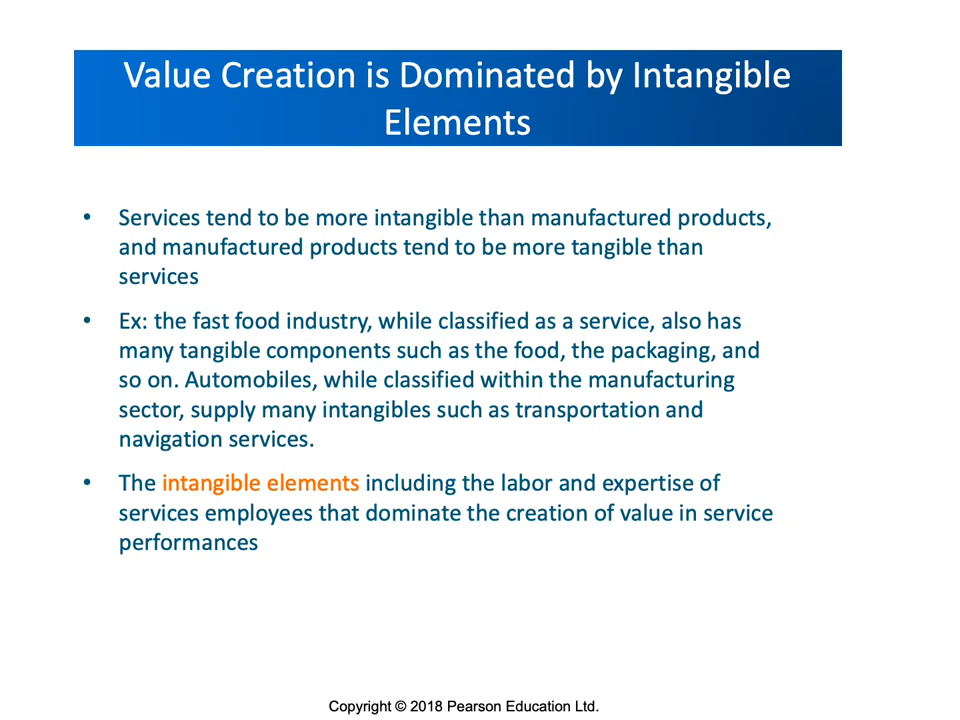 Value Creation is Dominated by Intangible
Elements
• Services tend to be more intangible than manufactured products,
and manufactured products tend to be more tangible than
services
• Ex: the fast food industry, while classified as a service, also has
many tangible components such as the food, the packaging, and
so on. Automobiles, while classified within the manufacturing
sector, supply many intangibles such as transportation and
navigation services.
• The intangible elements including the labor and expertise of
services employees that dominate the creation of value in service
performances
Copyright © 2018 Pearson Education Ltd.